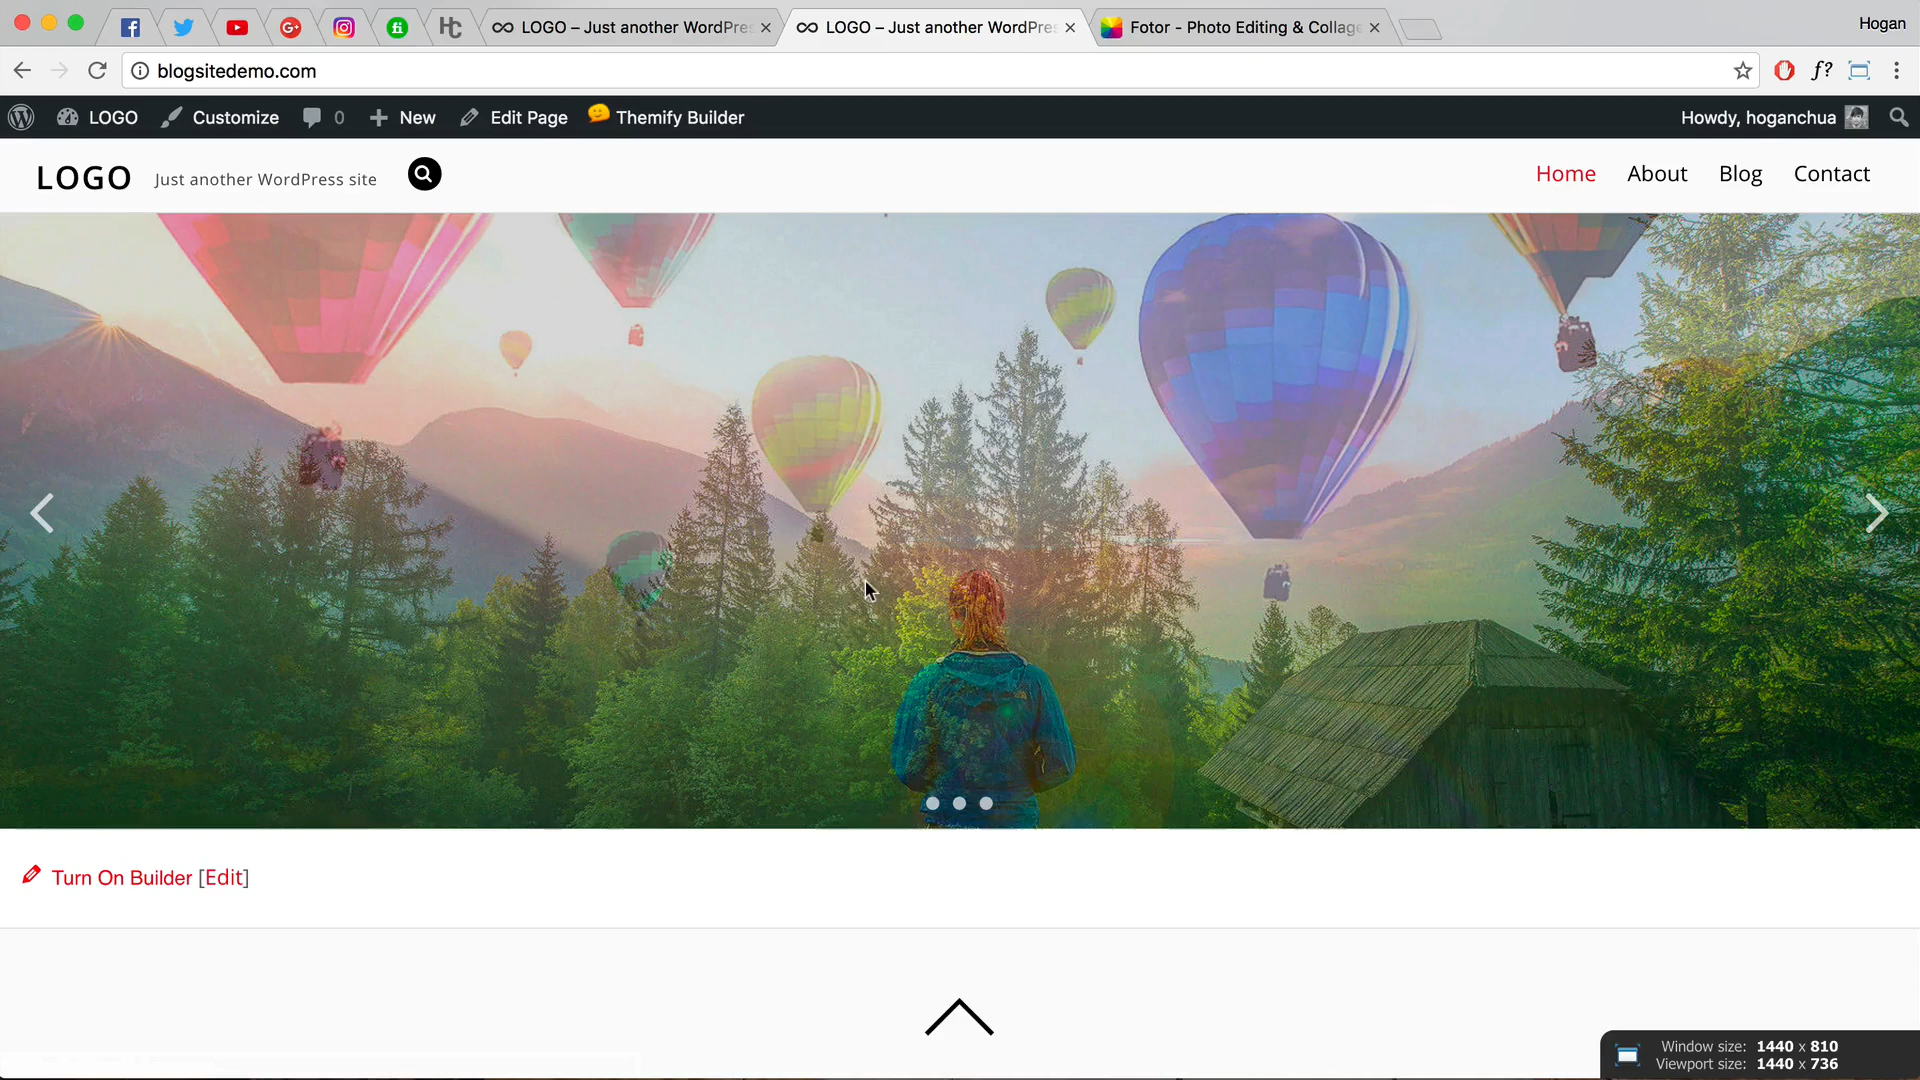 LOGO – Just another WordPres
LOGO – Just another WordPres
Fotor - Photo Editing & Collage
Hogan
blogsitedemo.com
f?
LOGO
Customize
0
New
Edit Page
Themify Builder
Howdy, hoganchua
LOGO
Just another WordPress site
Home
About
Blog
Contact
Turn On Builder [Edit]
Window size: 1440 x 810
Viewport size: 1440 x 736